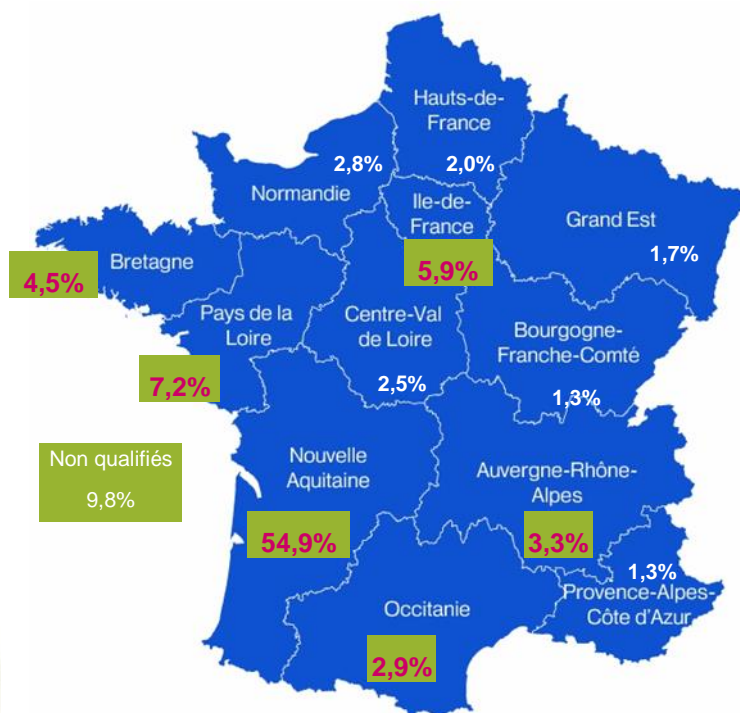 Hauts-de-
France
2,0%
2,8%
Normandie
Ile-de-
France
5,9%
Grand Est
1,7%
Bretagne
4,5%
Pays de la
Loire
7,2%
Centre-Val
de Loire
2,5%
Bourgogne-
Franche-Comté
1,3%
Non qualifiés
9,8%
Nouvelle
Aquitaine
54,9%
Auvergne-Rhône-
Alpes
3,3%
1,3%
Provence-Alpes-
Côte d'Azur
Occitanie
2,9%